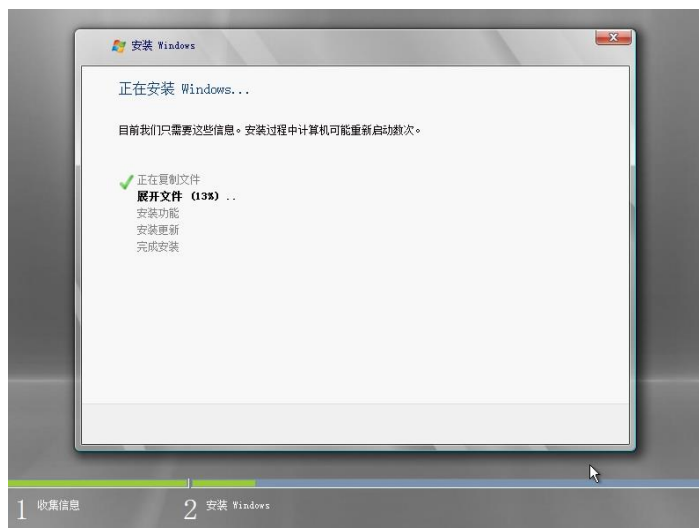 安装 Windows
正在安装 Windows...
目前我们只需要这些信息。安装过程中计算机可能重新启动数次。
正在复制文件
展开文件 (13%) ..
安装功能
安装更新
完成安装
1 收集信息
2 安装 Windows